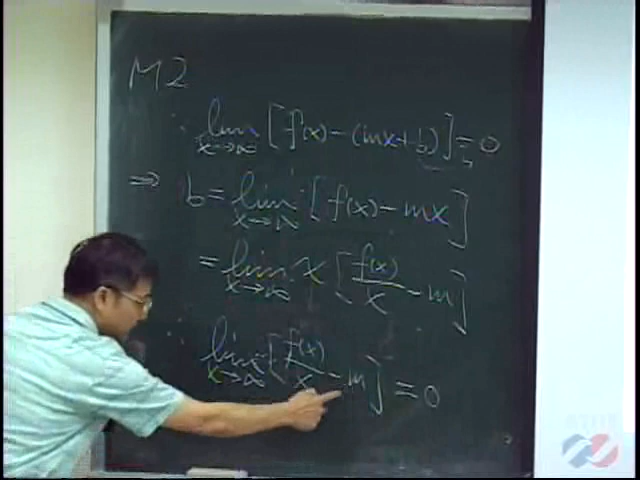 M2
∵ lim x→∞ [f(x) − (mx+b)] = 0
⇒ b = lim x→∞ [f(x) − mx]
= lim x→∞ x [f(x)/x − m]
∴ lim x→∞ [f(x)/x − m] = 0